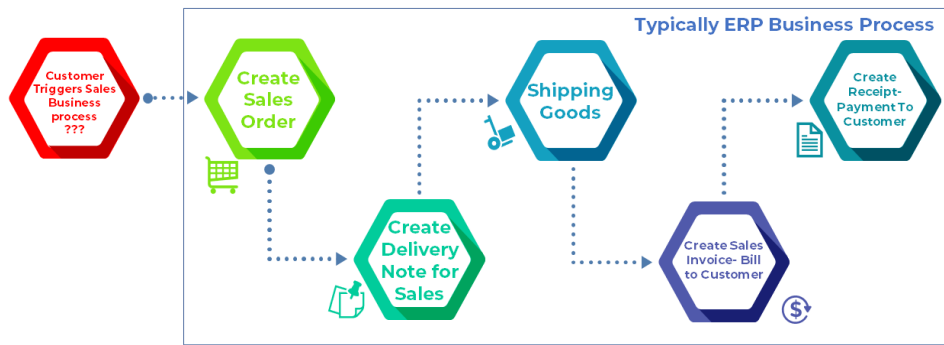 Typically ERP Business Process
Customer
Triggers Sales
Business
process
???
Create
Sales
Order
Create
Delivery
Note for
Sales
Shipping
Goods
Create Sales
Invoice- Bill
to Customer
$
Create
Receipt-
Payment To
Customer